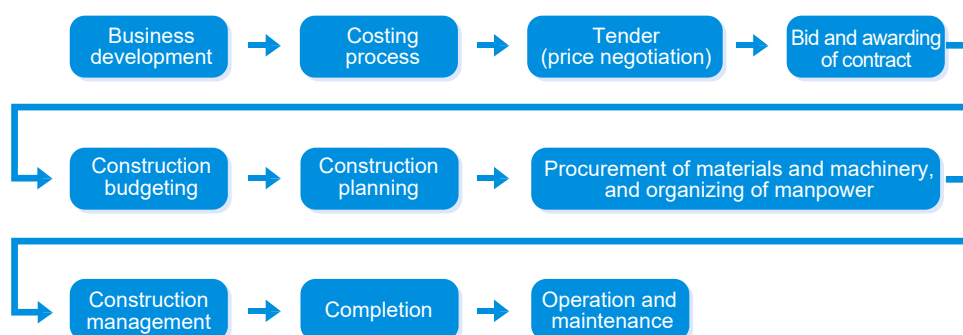 Business
development
Costing
process
Tender
(price negotiation)
Bid and awarding
of contract
Construction
budgeting
Construction
planning
Procurement of materials and machinery,
and organizing of manpower
Construction
management
Completion
Operation and
maintenance